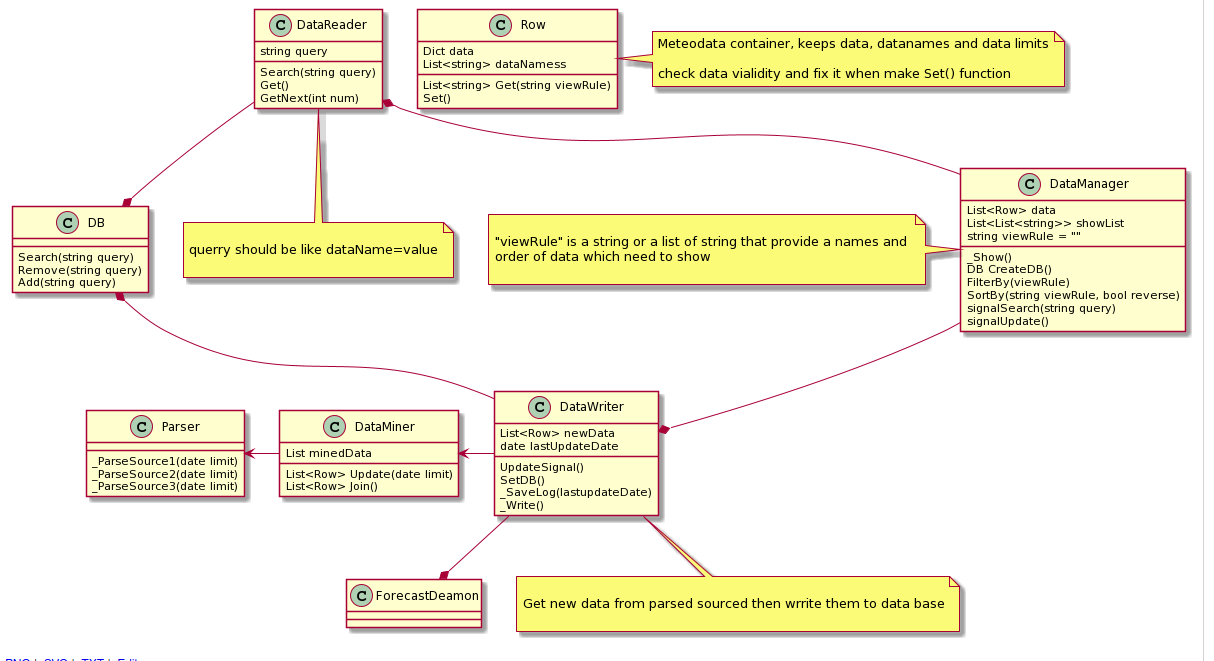 C DataReader
string query
Search(string query)
Get()
GetNext(int num)
C Row
Dict data
List<string> dataNamess
List<string> Get(string viewRule)
Set()
Meteodata container, keeps data, datanames and data limits
check data vialidity and fix it when make Set() function
C DB
Search(string query)
Remove(string query)
Add(string query)
querry should be like dataName=value
"viewRule" is a string or a list of string that provide a names and
order of data which need to show
C DataManager
List<Row> data
List<List<string>> showList
string viewRule = ""
_Show()
DB CreateDB()
FilterBy(viewRule)
SortBy(string viewRule, bool reverse)
signalSearch(string query)
signalUpdate()
C Parser
_ParseSource1(date limit)
_ParseSource2(date limit)
_ParseSource3(date limit)
C DataMiner
List minedData
List<Row> Update(date limit)
List<Row> Join()
C DataWriter
List<Row> newData
date lastUpdateDate
UpdateSignal()
SetDB()
_SaveLog(lastupdateDate)
_Write()
C ForecastDeamon
Get new data from parsed sourced then wrrite them to data base